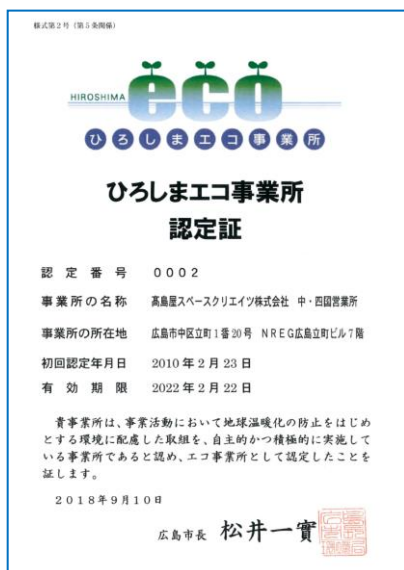 様式第２号（第５条関係）
HIROSHIMA
eco
ひろしまエコ事業所
ひろしまエコ事業所
認定証
認定番号 ０００２
事業所の名称 髙島屋スペースクリエイツ株式会社 中・四国営業所
事業所の所在地 広島市中区立町１番20号 ＮＲＥＧ広島立町ビル７階
初回認定年月日 2010年２月23日
有効期限 2022年２月22日
貴事業所は、事業活動において地球温暖化の防止をはじめ
とする環境に配慮した取組を、自主的かつ積極的に実施して
いる事業所であると認め、エコ事業所として認定したことを
証します。
２０１８年９月１０日
広島市長 松井一實